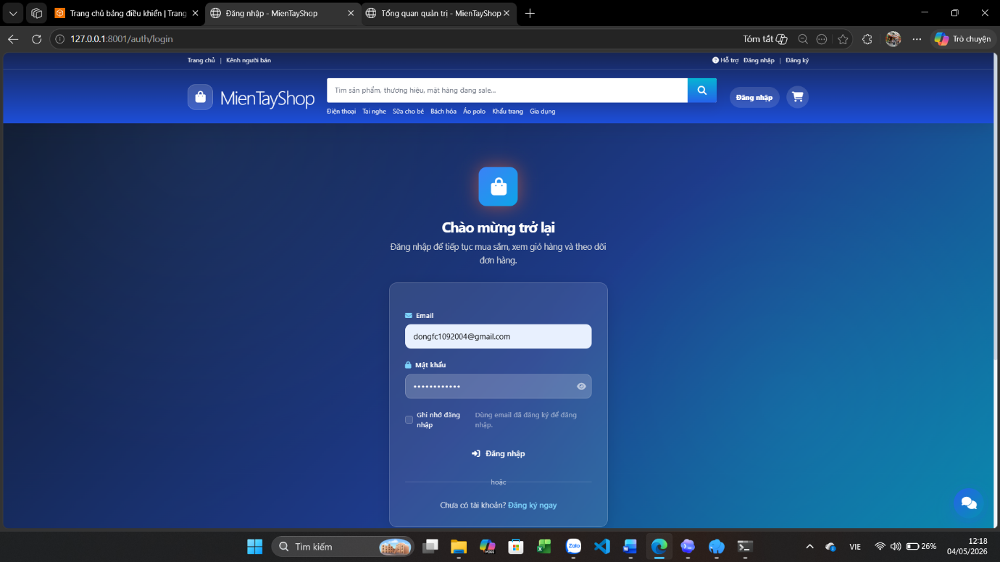 Trang chủ bảng điều khiển | Trang
Đăng nhập - MienTayShop
Tổng quan quản trị - MienTayShop
127.0.0.1:8001/auth/login
Tóm tắt
Trò chuyện
Trang chủ | Kênh người bán
Hỗ trợ Đăng nhập | Đăng ký
MienTayShop
Tìm sản phẩm, thương hiệu, mặt hàng đang sale...
Đăng nhập
Điện thoại Tai nghe Sữa cho bé Bách hóa Áo polo Khẩu trang Gia dụng
Chào mừng trở lại
Đăng nhập để tiếp tục mua sắm, xem giỏ hàng và theo dõi
đơn hàng.
Email
dongfc1092004@gmail.com
Mật khẩu
••••••••••••
Ghi nhớ đăng
nhập
Dùng email đã đăng ký để đăng
nhập.
Đăng nhập
hoặc
Chưa có tài khoản? Đăng ký ngay
Tìm kiếm
Zalo
VIE
26%
12:18
04/05/2026